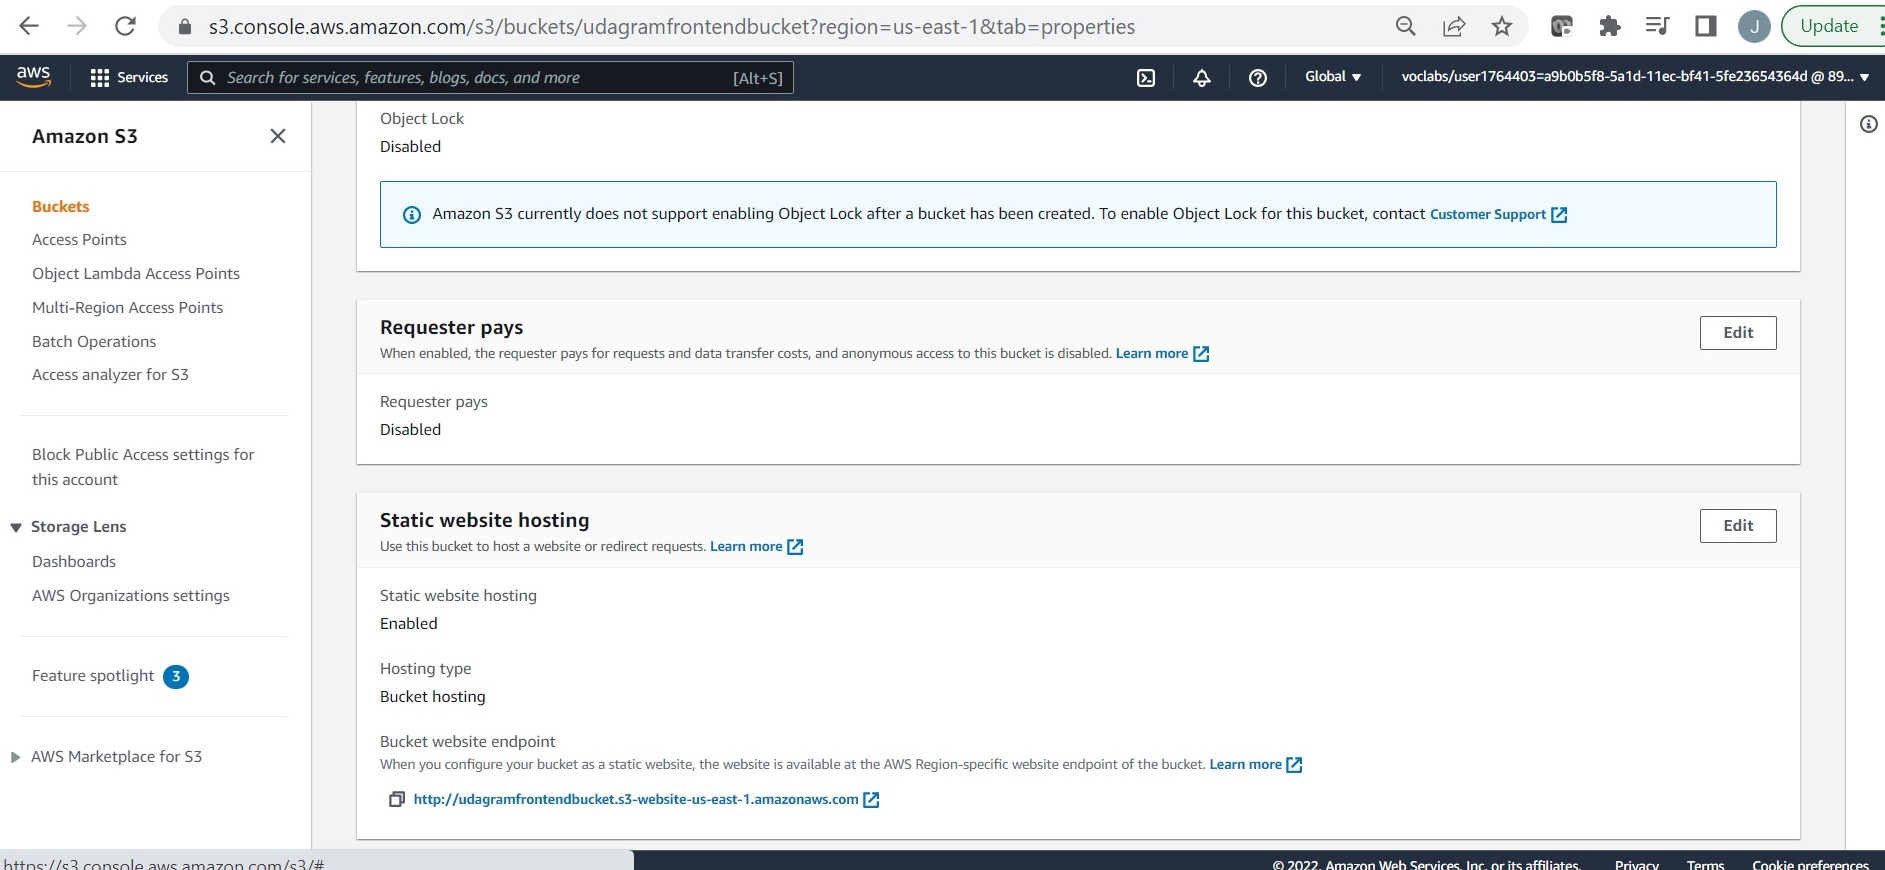 s3.console.aws.amazon.com/s3/buckets/udagramfrontendbucket?region=us-east-1&tab=properties
J
Update
aws
Services
Search for services, features, blogs, docs, and more
[Alt+S]
Global
voclabs/user1764403=a9b0b5f8-5a1d-11ec-bf41-5fe23654364d @ 89...
Amazon S3
Buckets
Access Points
Object Lambda Access Points
Multi-Region Access Points
Batch Operations
Access analyzer for S3
Block Public Access settings for
this account
Storage Lens
Dashboards
AWS Organizations settings
Feature spotlight 3
AWS Marketplace for S3
Object Lock
Disabled
Amazon S3 currently does not support enabling Object Lock after a bucket has been created. To enable Object Lock for this bucket, contact Customer Support
Requester pays
Edit
When enabled, the requester pays for requests and data transfer costs, and anonymous access to this bucket is disabled. Learn more
Requester pays
Disabled
Static website hosting
Edit
Use this bucket to host a website or redirect requests. Learn more
Static website hosting
Enabled
Hosting type
Bucket hosting
Bucket website endpoint
When you configure your bucket as a static website, the website is available at the AWS Region-specific website endpoint of the bucket. Learn more
http://udagramfrontendbucket.s3-website-us-east-1.amazonaws.com
https://s3.console.aws.amazon.com/s3/#
© 2022, Amazon Web Services, Inc. or its affiliates.
Privacy
Terms
Cookie preferences